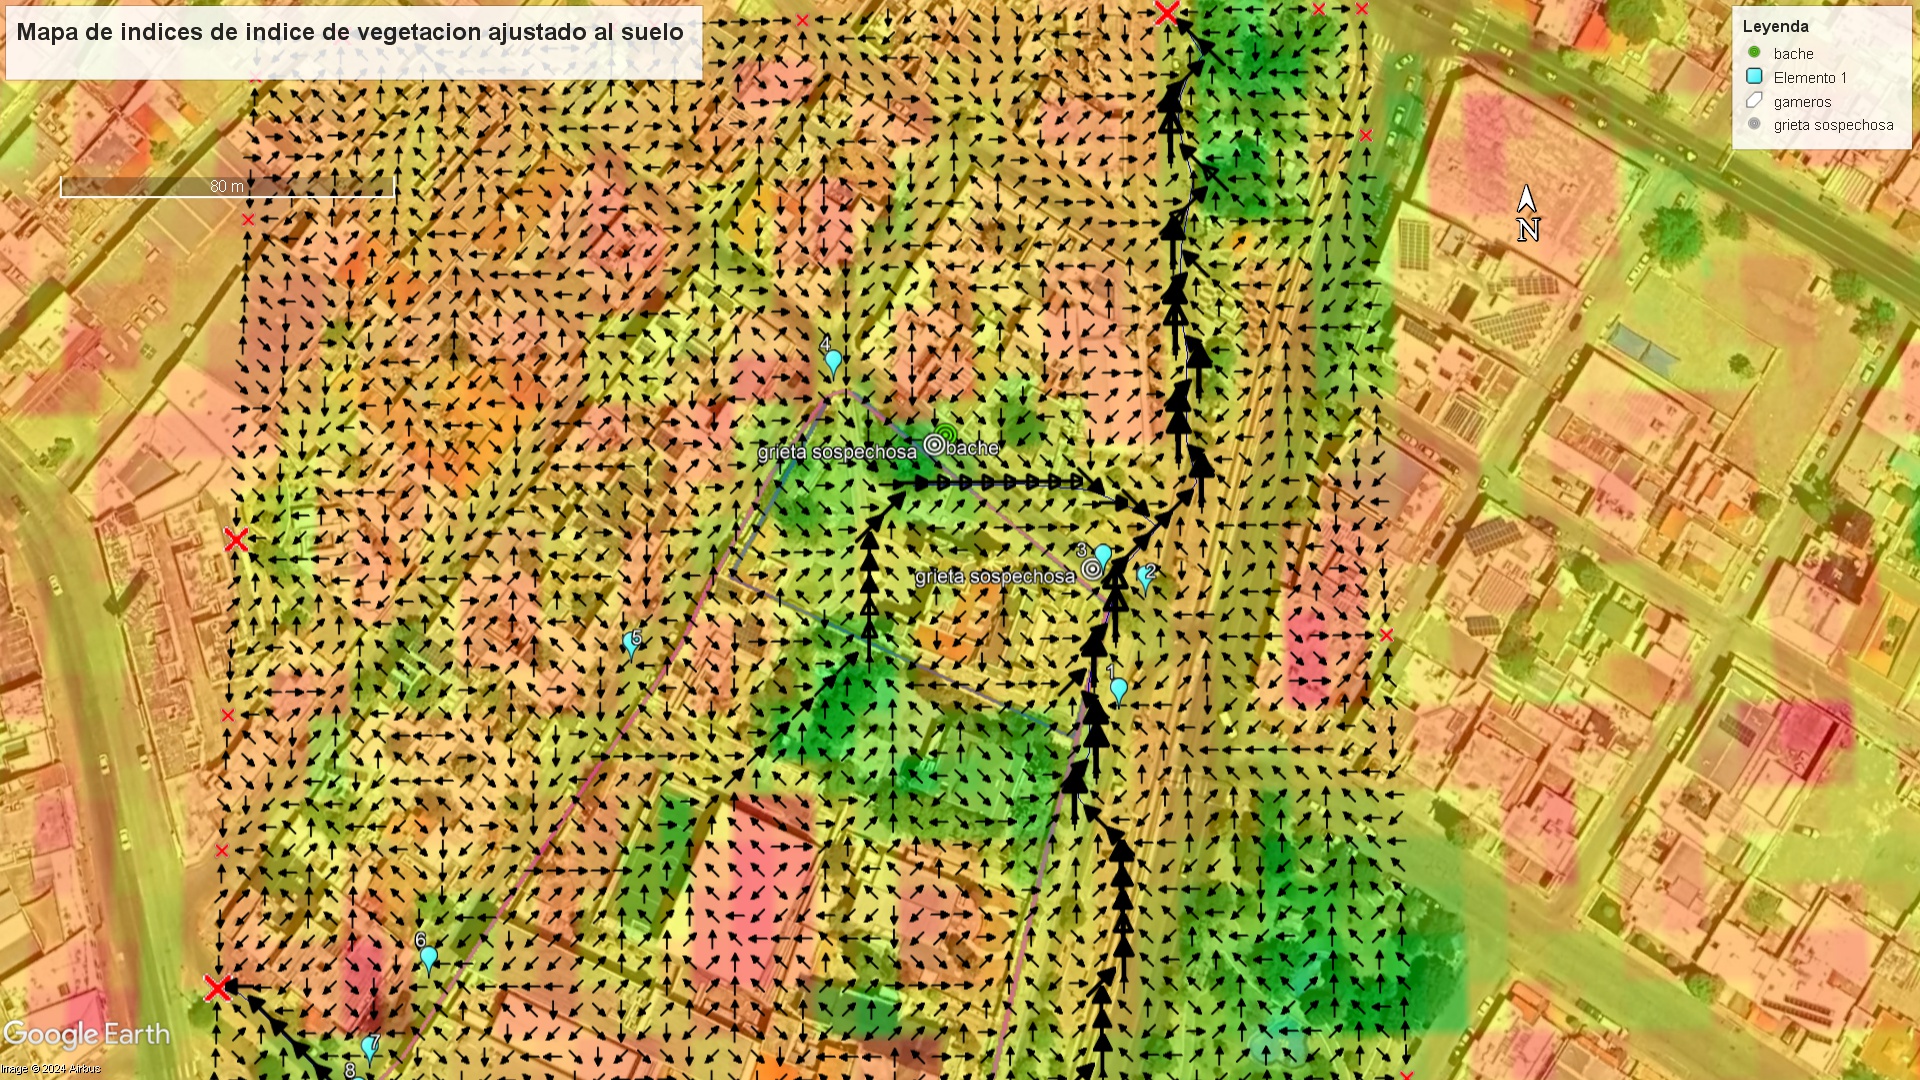 Mapa de indices de indice de vegetacion ajustado al suelo
Leyenda
bache
Elemento 1
gameros
grieta sospechosa
80 m
N
4
grieta sospechosa
bache
3
grieta sospechosa
2
5
1
6
7
8
Google Earth
Image © 2024 Airbus